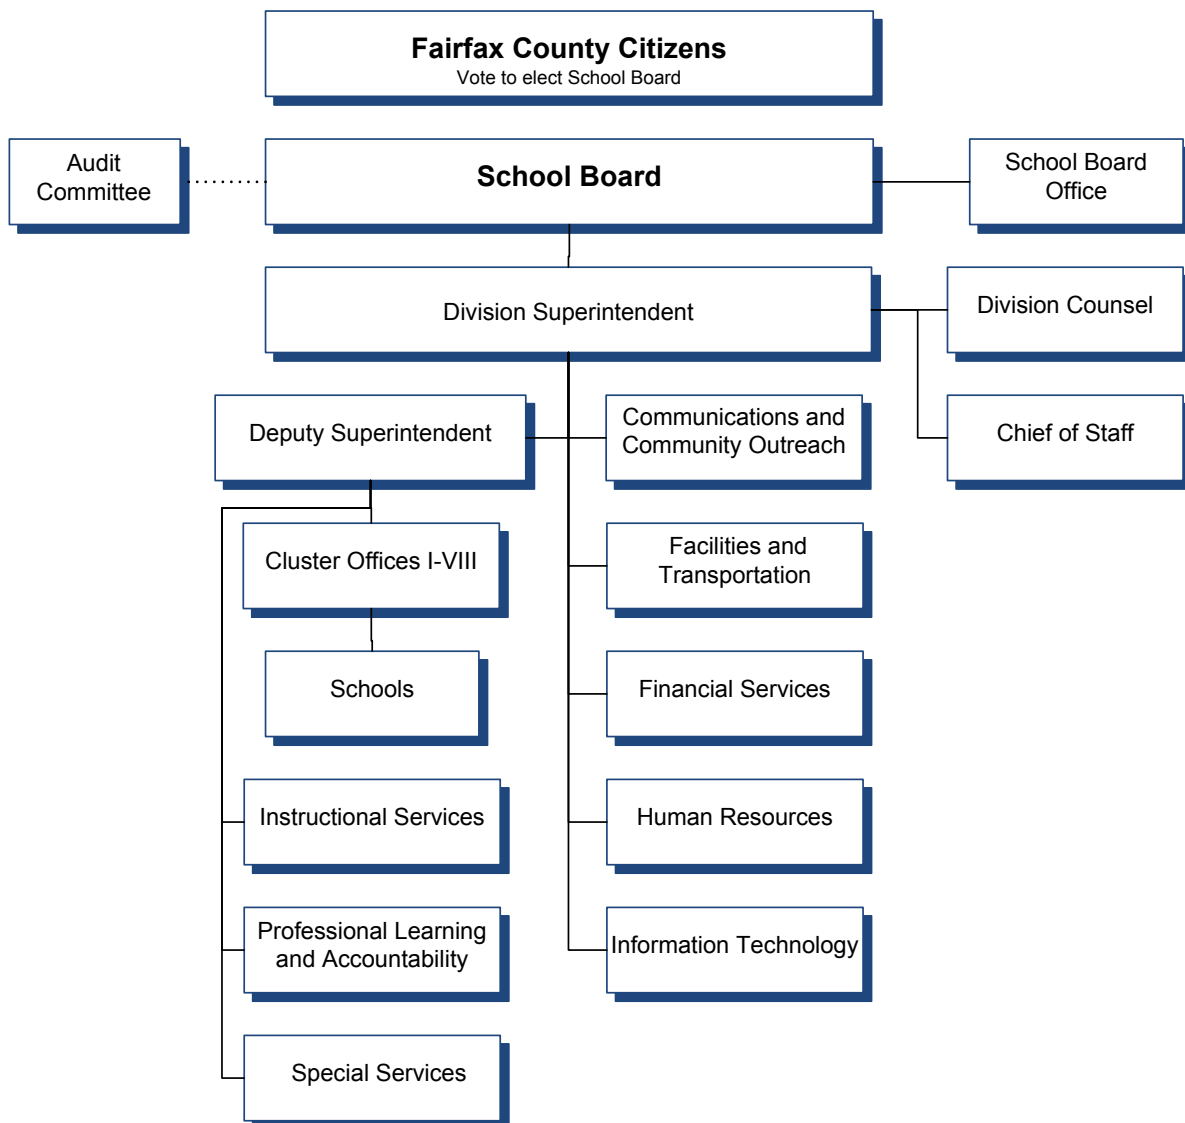 Fairfax County Citizens
Vote to elect School Board
Audit
Committee
School Board
School Board
Office
Division Superintendent
Division Counsel
Deputy Superintendent
Communications and
Community Outreach
Chief of Staff
Cluster Offices I-VIII
Facilities and
Transportation
Schools
Financial Services
Instructional Services
Human Resources
Professional Learning
and Accountability
Information Technology
Special Services